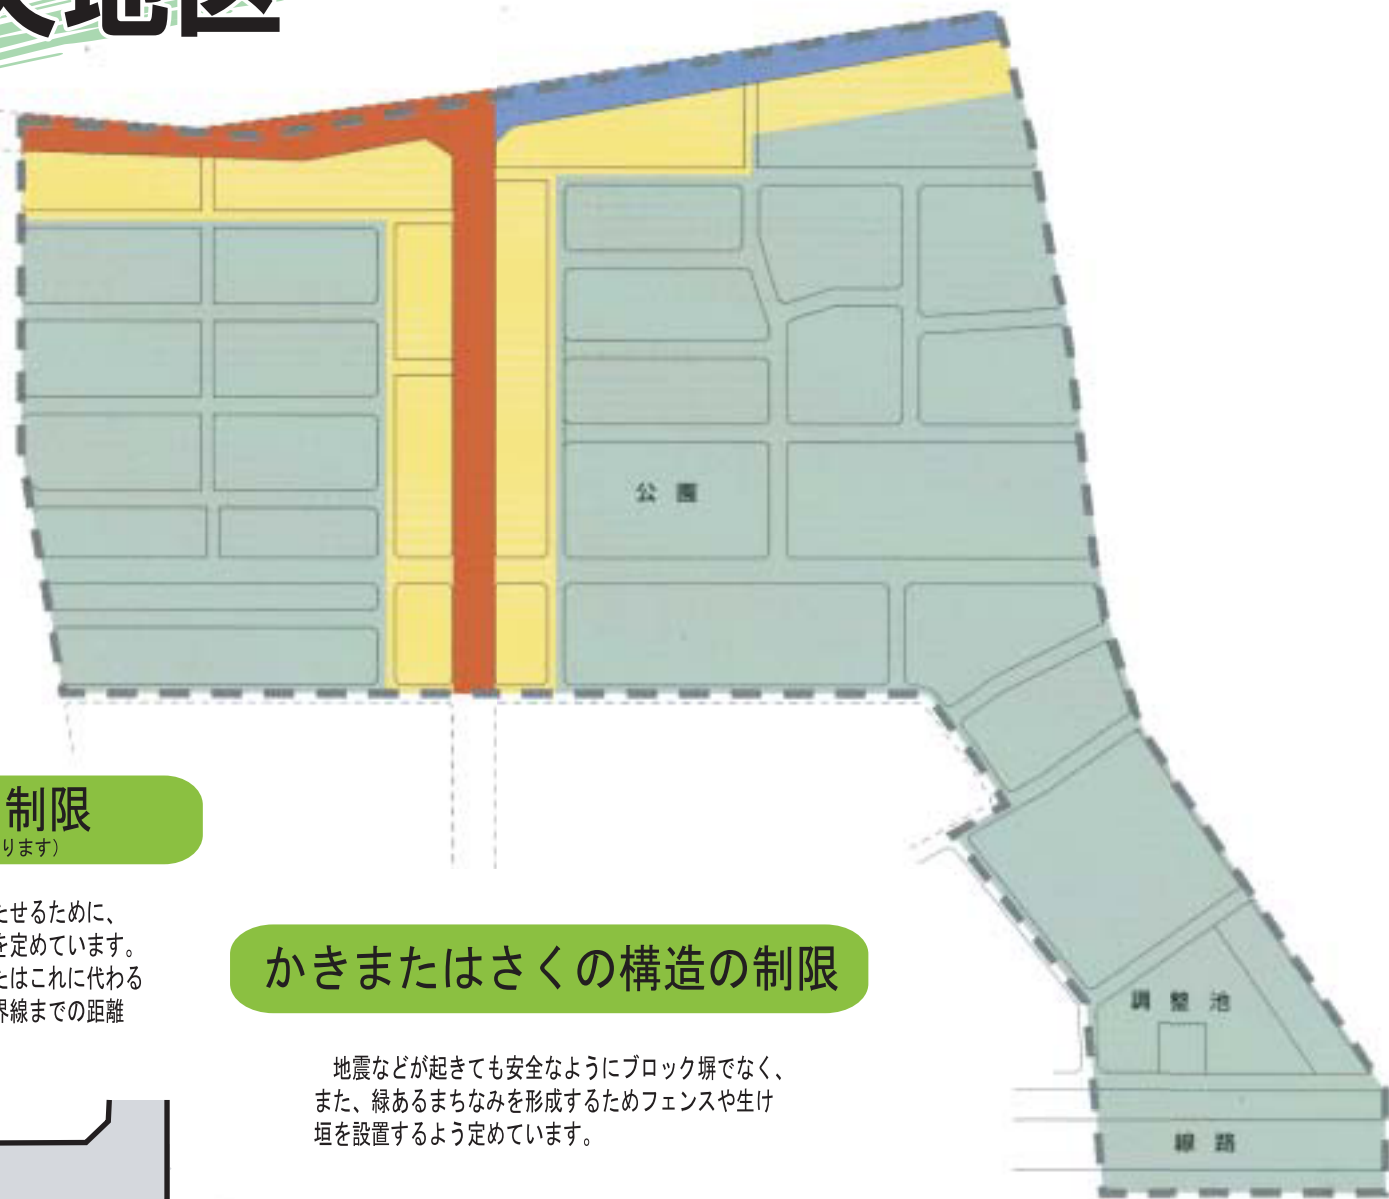 地区
公園
制限
ります）
たせるために、
を定めています。
たはこれに代わる
界線までの距離
かきまたはさくの構造の制限
地震などが起きても安全なようにブロック塀でなく、
また、緑あるまちなみを形成するためフェンスや生け
垣を設置するよう定めています。
調整池
線路